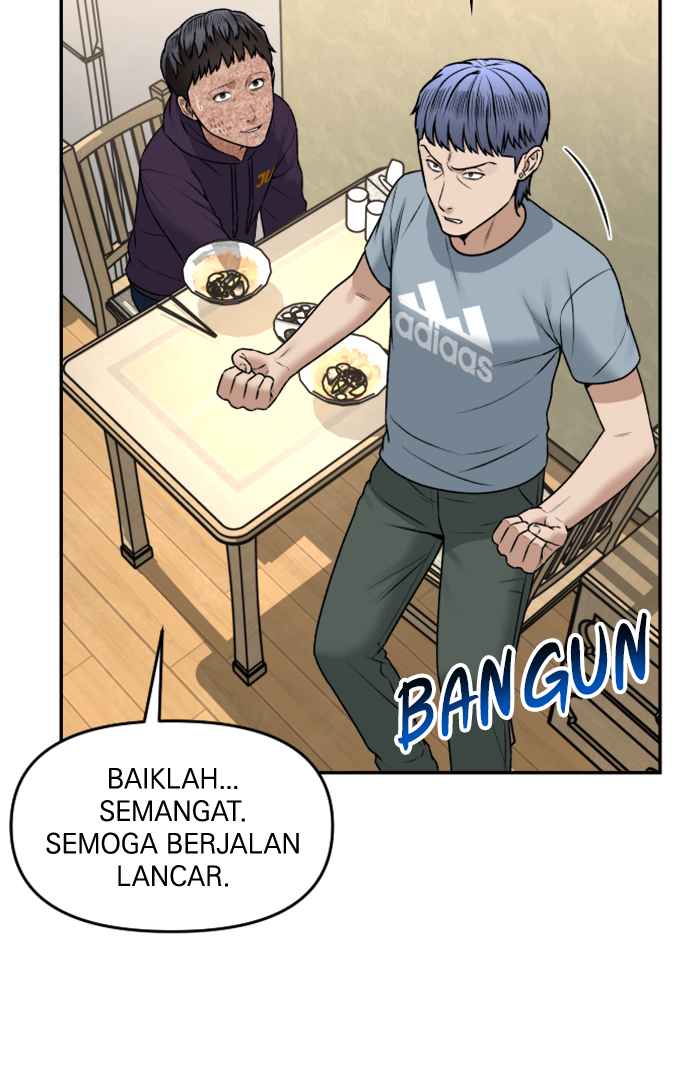 adiaas
BANGUN
BAIKLAH...
SEMANGAT.
SEMOGA BERJALAN
LANCAR.